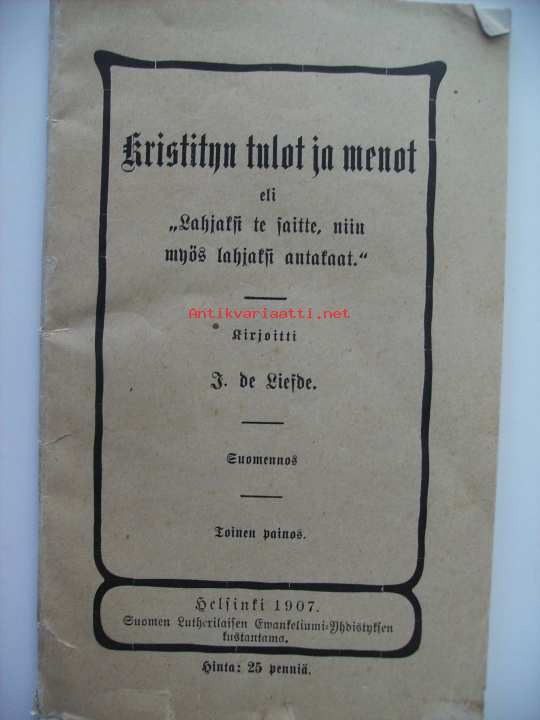 Kristityn tulot ja menot
eli
„Lahjaksi te saitte, niin
myös lahjaksi antakaat.“
Antikvariaatti.net
Kirjoitti
J. de Liefde.
Suomennos
Toinen painos.
Helsinki 1907.
Suomen Lutherilaisen Ewankeliumi-Yhdistyksen
kustantama.
Hinta: 25 penniä.